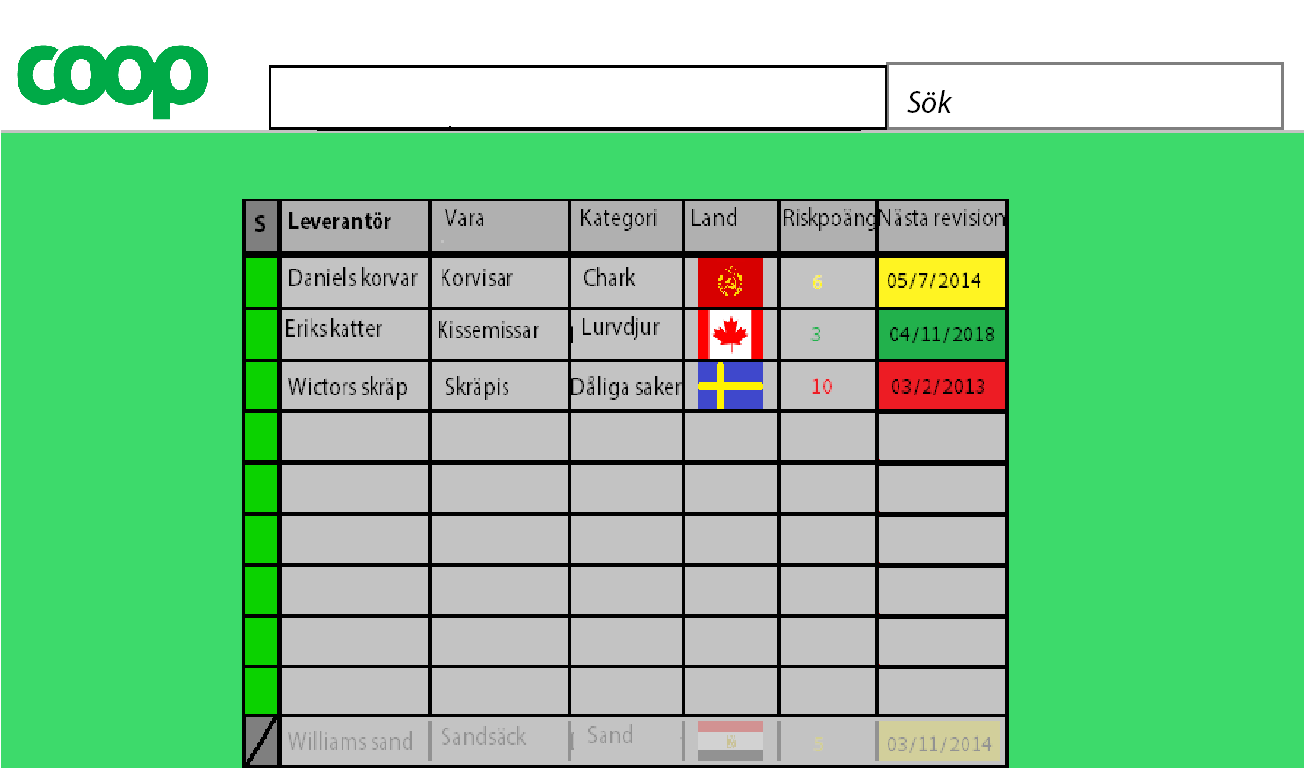 coop
Sök
S Leverantör Vara Kategori Land Riskpoäng Nästa revision
Daniels korvar Korvisar Chark 6 05/7/2014
Eriks katter Kissemissar Lurvdjur 3 04/11/2018
Wictors skräp Skräpis Dåliga saker 10 03/2/2013
Williams sand Sandsäck Sand 5 03/11/2014